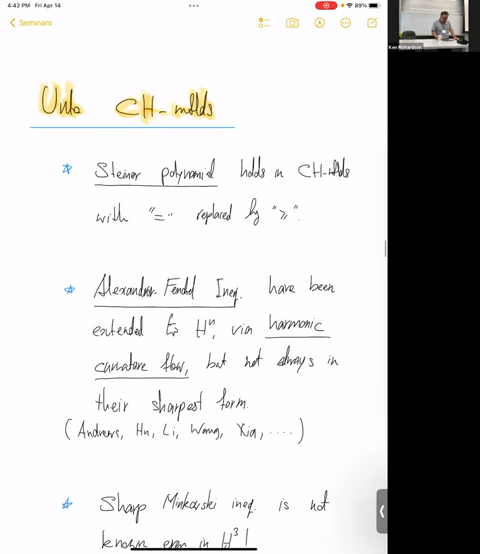 4:42 PM Fri Apr 14
89%
Seminars
Ken Richardson
Unto CH-mflds
Steiner polynomial holds in CH-mflds
with "=" replaced by "≥".
Alexandrov-Fenchel Ineq. have been
extended to Hⁿ, via harmonic
curvature flow, but not always in
their sharpest form.
(Andrews, Hu, Li, Wang, Xia, ....)
Sharp Minkowski ineq. is not
known even in H³!